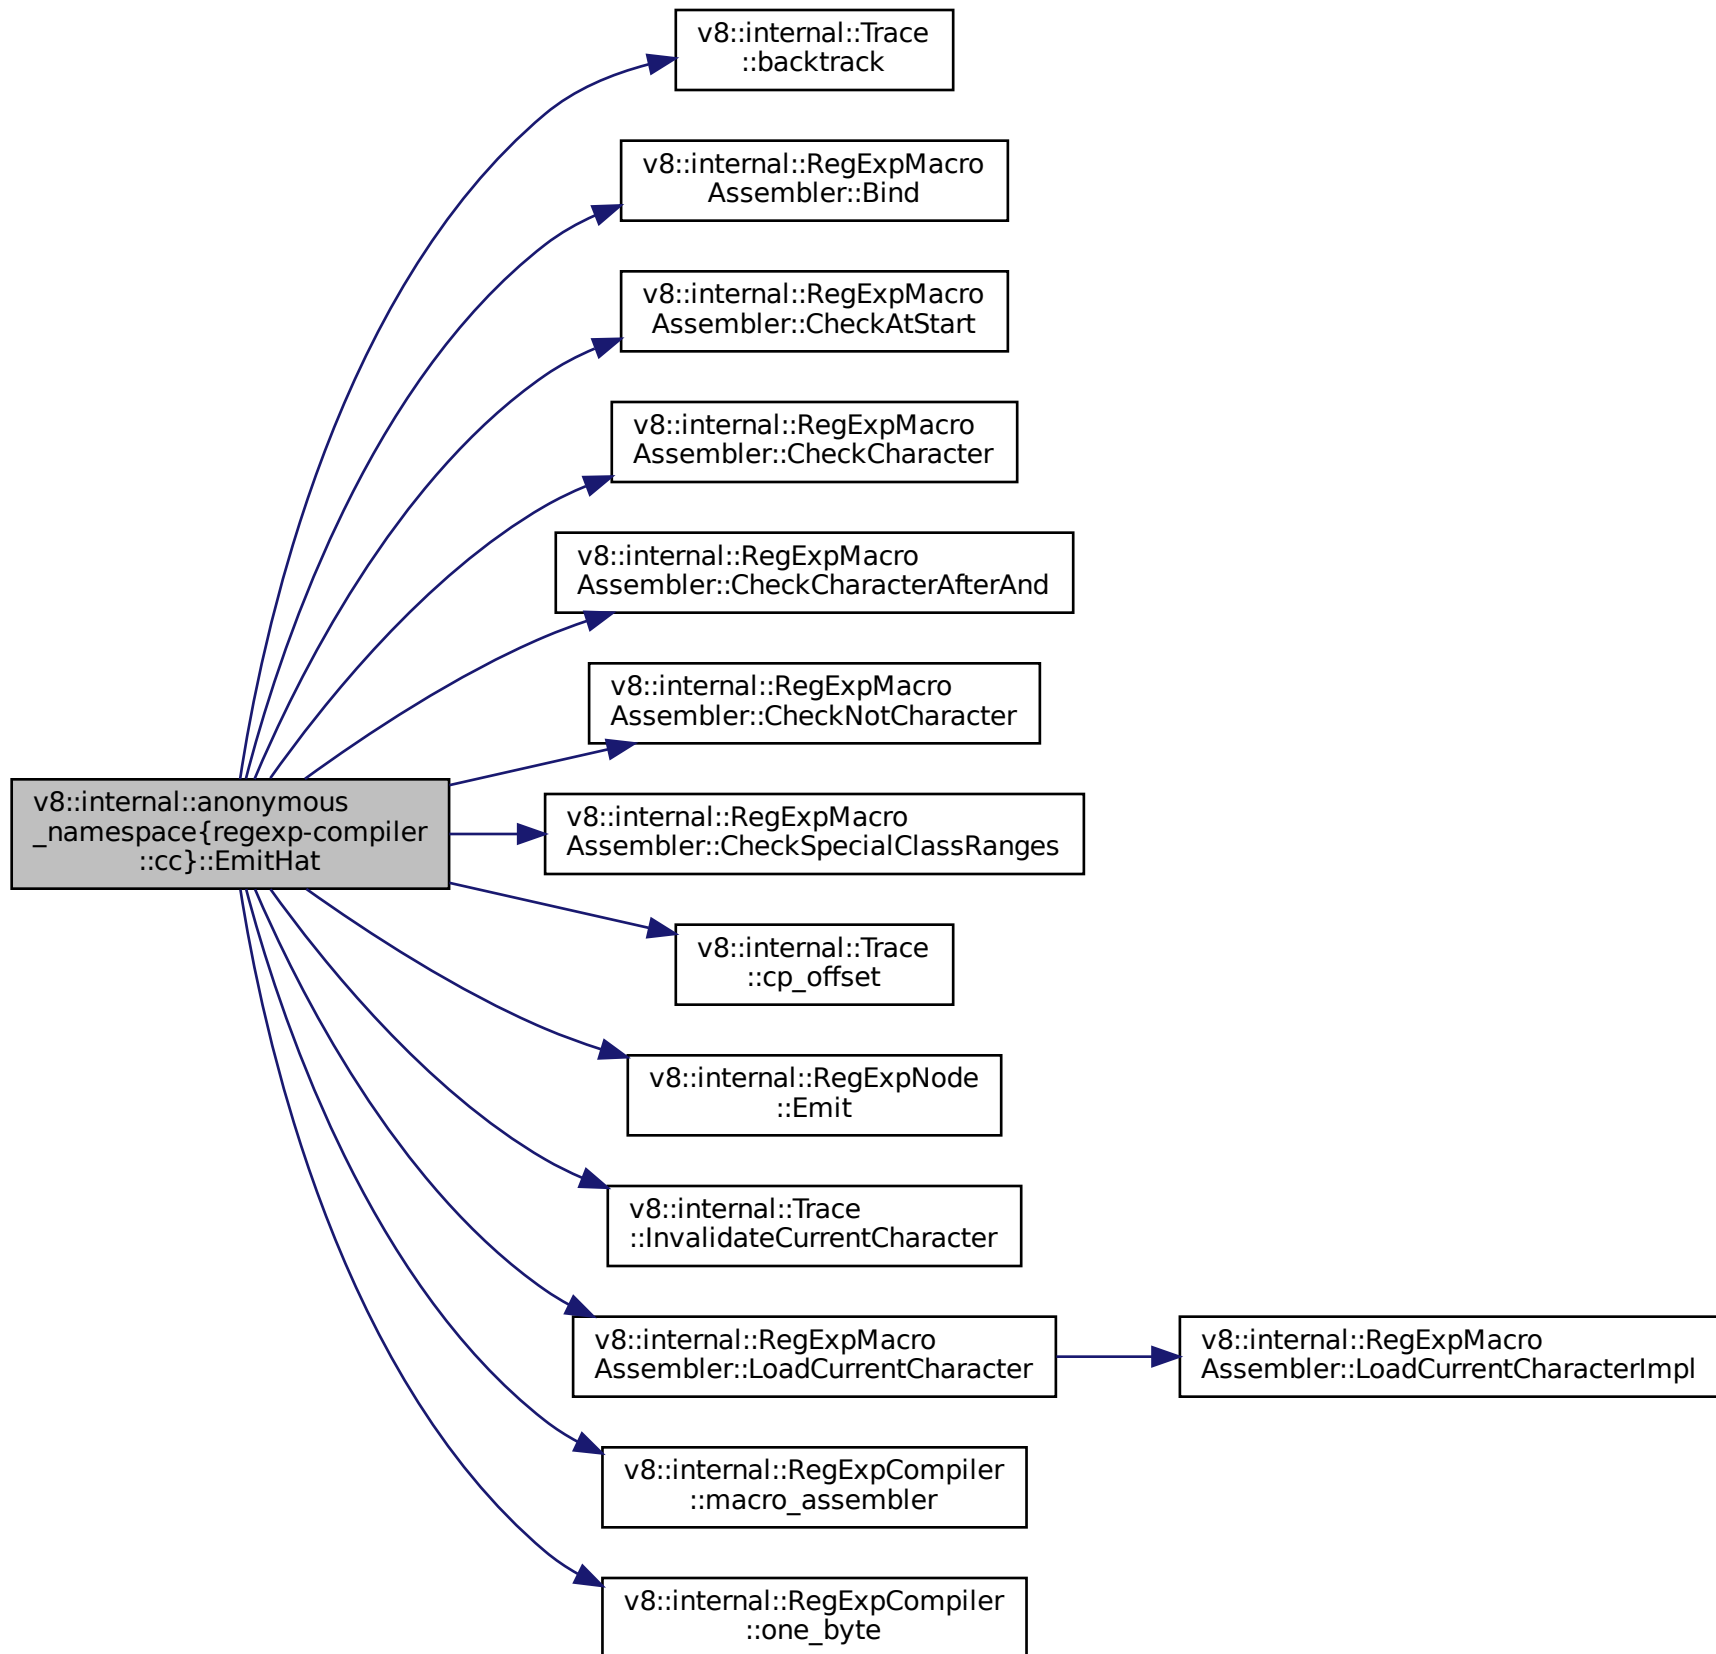 v8::internal::Trace
::backtrack
v8::internal::RegExpMacro
Assembler::Bind
v8::internal::RegExpMacro
Assembler::CheckAtStart
v8::internal::RegExpMacro
Assembler::CheckCharacter
v8::internal::RegExpMacro
Assembler::CheckCharacterAfterAnd
v8::internal::RegExpMacro
Assembler::CheckNotCharacter
v8::internal::anonymous
_namespace{regexp-compiler
::cc}::EmitHat
v8::internal::RegExpMacro
Assembler::CheckSpecialClassRanges
v8::internal::Trace
::cp_offset
v8::internal::RegExpNode
::Emit
v8::internal::Trace
::InvalidateCurrentCharacter
v8::internal::RegExpMacro
Assembler::LoadCurrentCharacter
v8::internal::RegExpMacro
Assembler::LoadCurrentCharacterImpl
v8::internal::RegExpCompiler
::macro_assembler
v8::internal::RegExpCompiler
::one_byte